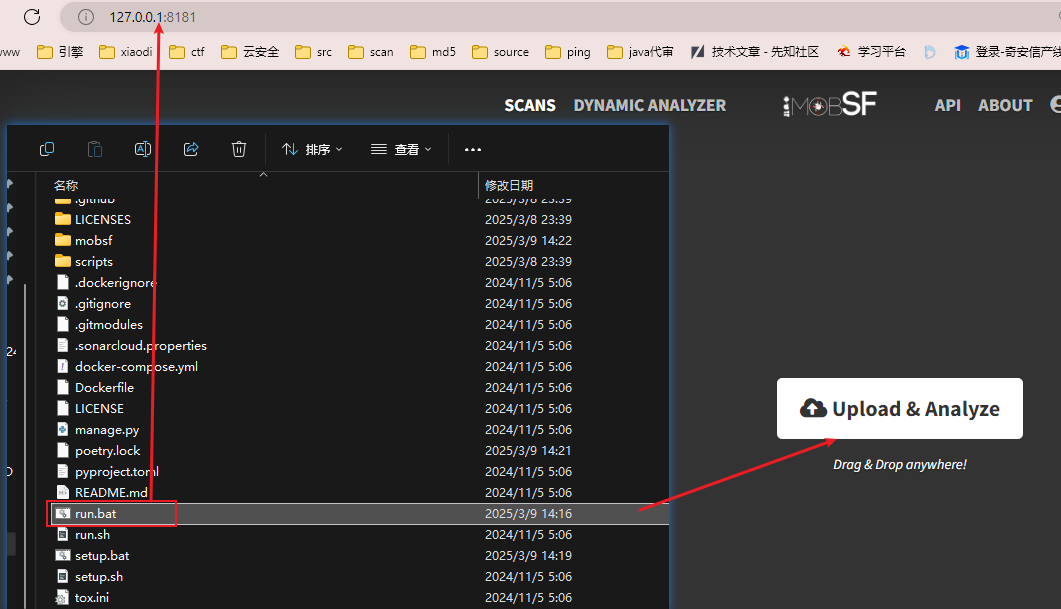 127.0.0.1:8181
www 引擎 xiaodi ctf 云安全 src scan md5 source ping java代审 技术文章 - 先知社区 学习平台 登录-奇安信产线
SCANS DYNAMIC ANALYZER MOBSF API ABOUT
排序 查看
名称 修改日期
.github 2025/3/8 23:39
LICENSES 2025/3/8 23:39
mobsf 2025/3/9 14:22
scripts 2025/3/8 23:39
.dockerignore 2024/11/5 5:06
.gitignore 2024/11/5 5:06
.gitmodules 2024/11/5 5:06
.sonarcloud.properties 2024/11/5 5:06
docker-compose.yml 2024/11/5 5:06
Dockerfile 2024/11/5 5:06
LICENSE 2024/11/5 5:06
manage.py 2024/11/5 5:06
poetry.lock 2025/3/9 14:21
pyproject.toml 2024/11/5 5:06
README.md 2024/11/5 5:06
run.bat 2025/3/9 14:16
run.sh 2024/11/5 5:06
setup.bat 2025/3/9 14:19
setup.sh 2024/11/5 5:06
tox.ini 2024/11/5 5:06
Upload & Analyze
Drag & Drop anywhere!